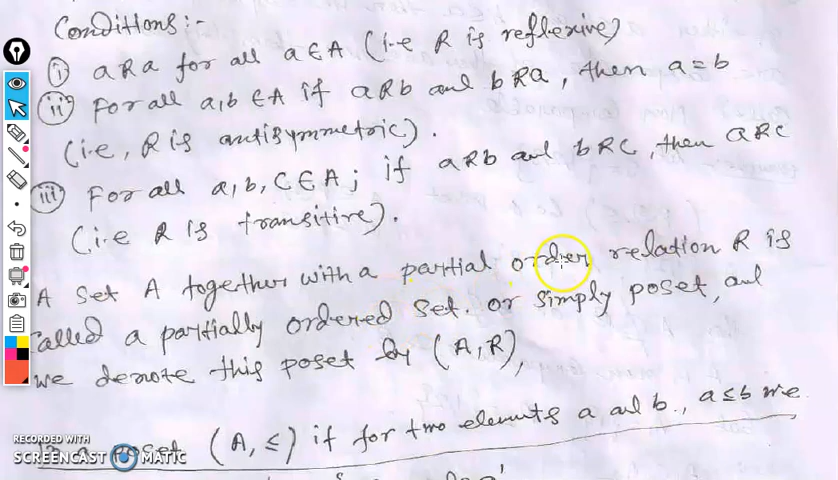 Conditions:-
(i) aRa for all a∈A (i.e R is reflexive)
(ii) For all a,b ∈A if aRb and bRa, then a=b
(i.e, R is antisymmetric).
(iii) For all a,b,C∈A; if aRb and bRC, then aRC
(i.e R is transitive).
A set A together with a partial order relation R is
called a partially ordered set. or simply poset, and
we denote this poset by (A,R),
a poset (A,≤) if for two elements a and b., a≤b we
RECORDED WITH
SCREENCAST MATIC